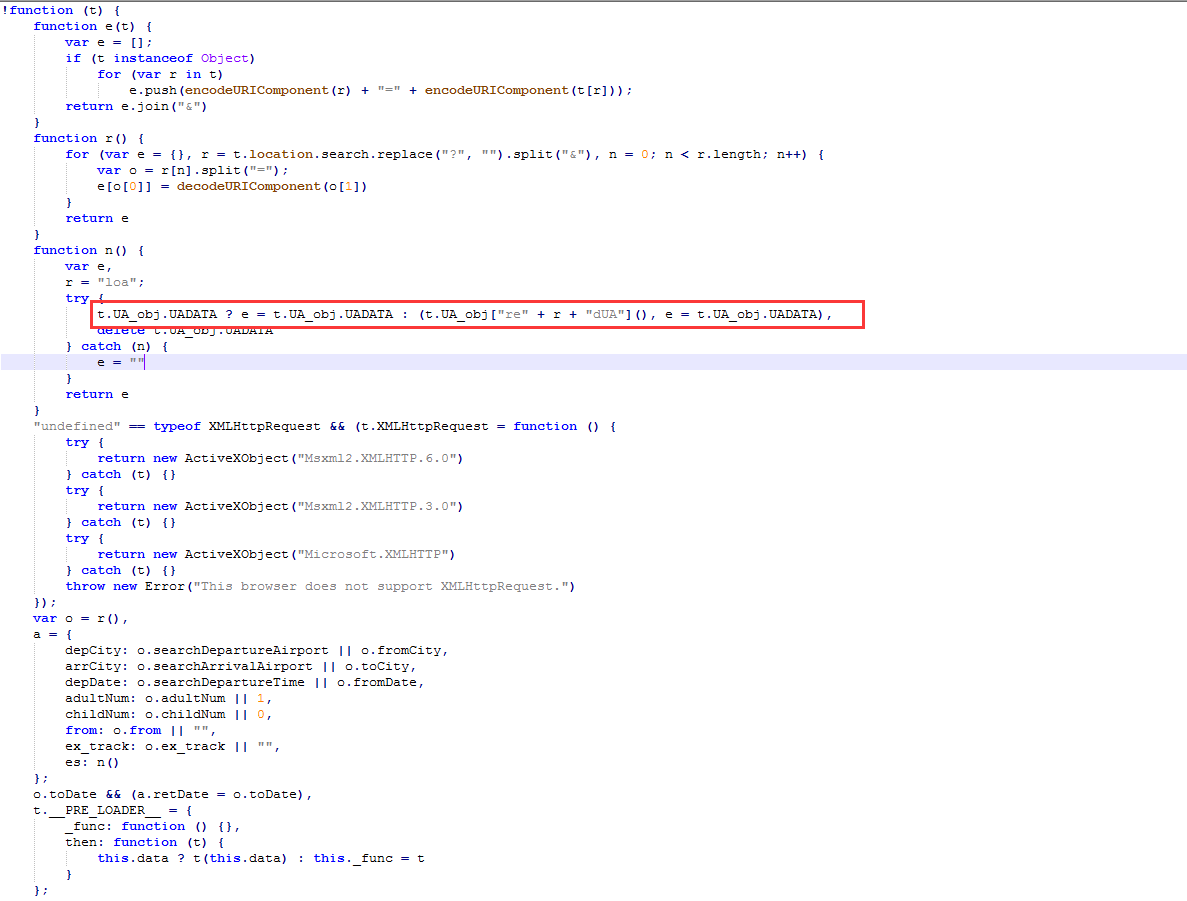 !function (t) {
function e(t) {
var e = [];
if (t instanceof Object)
for (var r in t)
e.push(encodeURIComponent(r) + "=" + encodeURIComponent(t[r]));
return e.join("&")
}
function r() {
for (var e = {}, r = t.location.search.replace("?", "").split("&"), n = 0; n < r.length; n++) {
var o = r[n].split("=");
e[o[0]] = decodeURIComponent(o[1])
}
return e
}
function n() {
var e,
r = "loa";
try {
t.UA_obj.UADATA ? e = t.UA_obj.UADATA : (t.UA_obj["re" + r + "dUA"](), e = t.UA_obj.UADATA),
delete t.UA_obj.UADATA
} catch (n) {
e = ""
}
return e
}
"undefined" == typeof XMLHttpRequest && (t.XMLHttpRequest = function () {
try {
return new ActiveXObject("Msxml2.XMLHTTP.6.0")
} catch (t) {}
try {
return new ActiveXObject("Msxml2.XMLHTTP.3.0")
} catch (t) {}
try {
return new ActiveXObject("Microsoft.XMLHTTP")
} catch (t) {}
throw new Error("This browser does not support XMLHttpRequest.")
});
var o = r(),
a = {
depCity: o.searchDepartureAirport || o.fromCity,
arrCity: o.searchArrivalAirport || o.toCity,
depDate: o.searchDepartureTime || o.fromDate,
adultNum: o.adultNum || 1,
childNum: o.childNum || 0,
from: o.from || "",
ex_track: o.ex_track || "",
es: n()
};
o.toDate && (a.retDate = o.toDate),
t.__PRE_LOADER__ = {
_func: function () {},
then: function (t) {
this.data ? t(this.data) : this._func = t
}
};